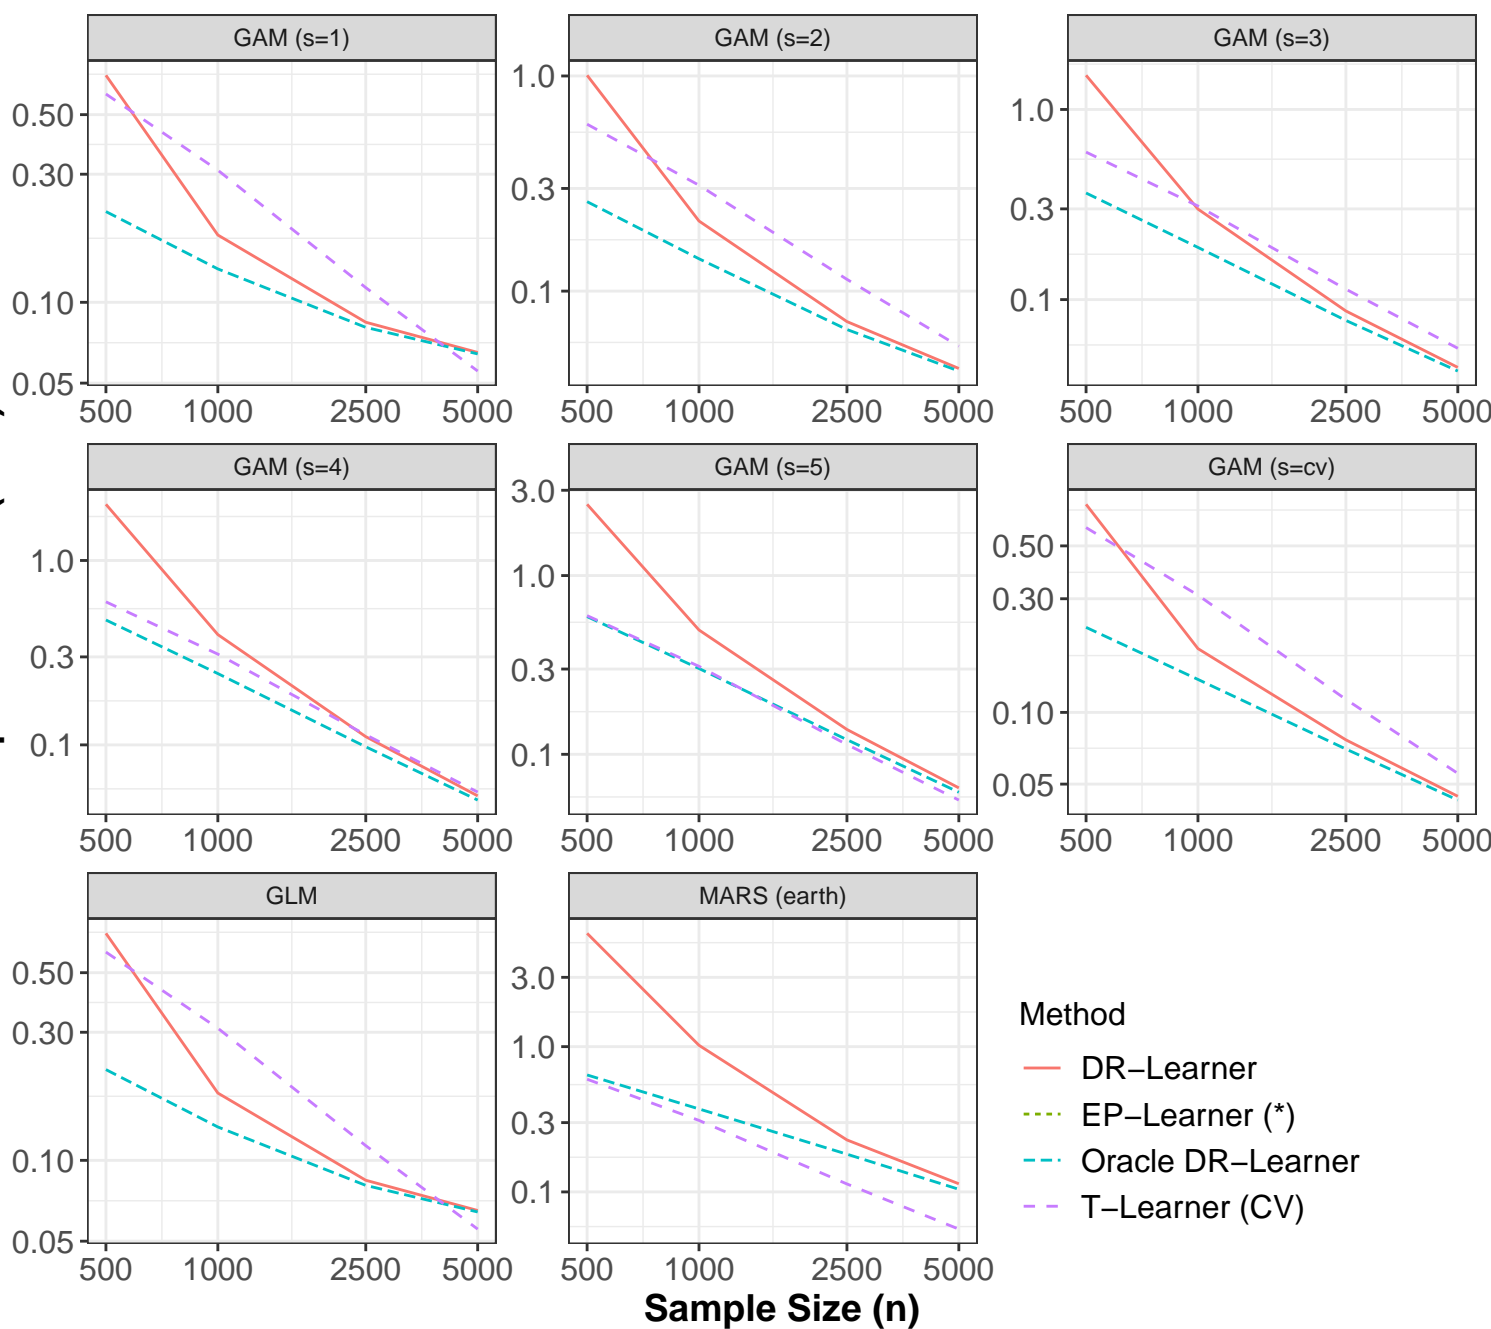 GAM (s=1)
GAM (s=2)
GAM (s=3)
0.50
0.30
0.10
0.05
1.0
0.3
0.1
1.0
0.3
0.1
500 1000 2500 5000
500 1000 2500 5000
500 1000 2500 5000
GAM (s=4)
GAM (s=5)
GAM (s=cv)
1.0
0.3
0.1
3.0
1.0
0.3
0.1
0.50
0.30
0.10
0.05
500 1000 2500 5000
500 1000 2500 5000
500 1000 2500 5000
GLM
MARS (earth)
0.50
0.30
0.10
0.05
3.0
1.0
0.3
0.1
500 1000 2500 5000
500 1000 2500 5000
Sample Size (n)
Method
DR−Learner
EP−Learner (*)
Oracle DR−Learner
T−Learner (CV)